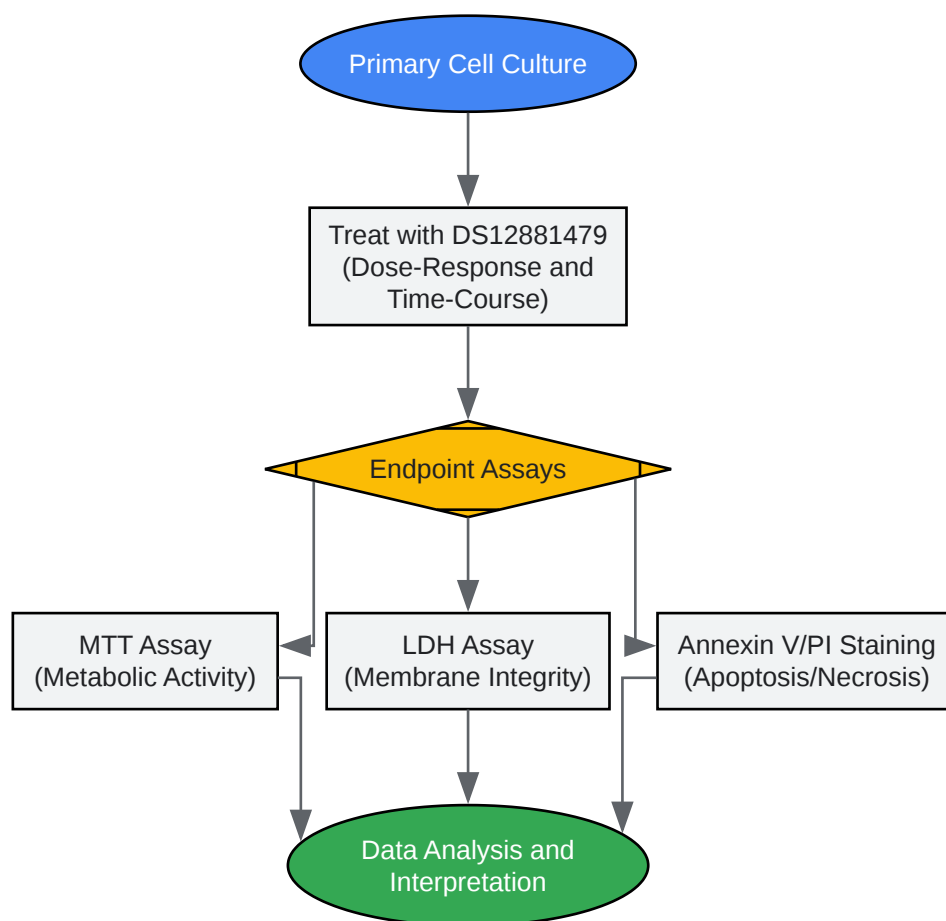 Primary Cell Culture
Treat with DS12881479
(Dose-Response and
Time-Course)
Endpoint Assays
MTT Assay
(Metabolic Activity)
LDH Assay
(Membrane Integrity)
Annexin V/PI Staining
(Apoptosis/Necrosis)
Data Analysis and
Interpretation